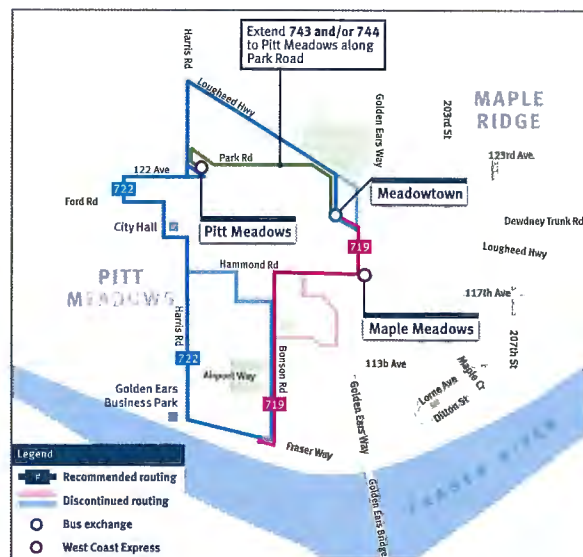 Extend 743 and/or 744
to Pitt Meadows along
Park Road
Harris Rd
Lougheed Hwy
Golden Ears Way
203rd St
MAPLE
RIDGE
123rd Ave.
Park Rd
122 Ave
Meadowtown
722
Ford Rd
City Hall
Pitt Meadows
Dewdney Trunk Rd
719
Lougheed Hwy
Hammond Rd
PITT
MEADOWS
117th Ave
Maple Meadows
Harris Rd
207th St
722
Airport Way
Bonson Rd
113b Ave
Maple Cr
Lorne Ave
Ditton St
Golden Ears
Business Park
719
Golden Ears Way
Fraser Way
Golden Ears Bridge
FRASER RIVER
Legend
#
Recommended routing
Discontinued routing
Bus exchange
West Coast Express